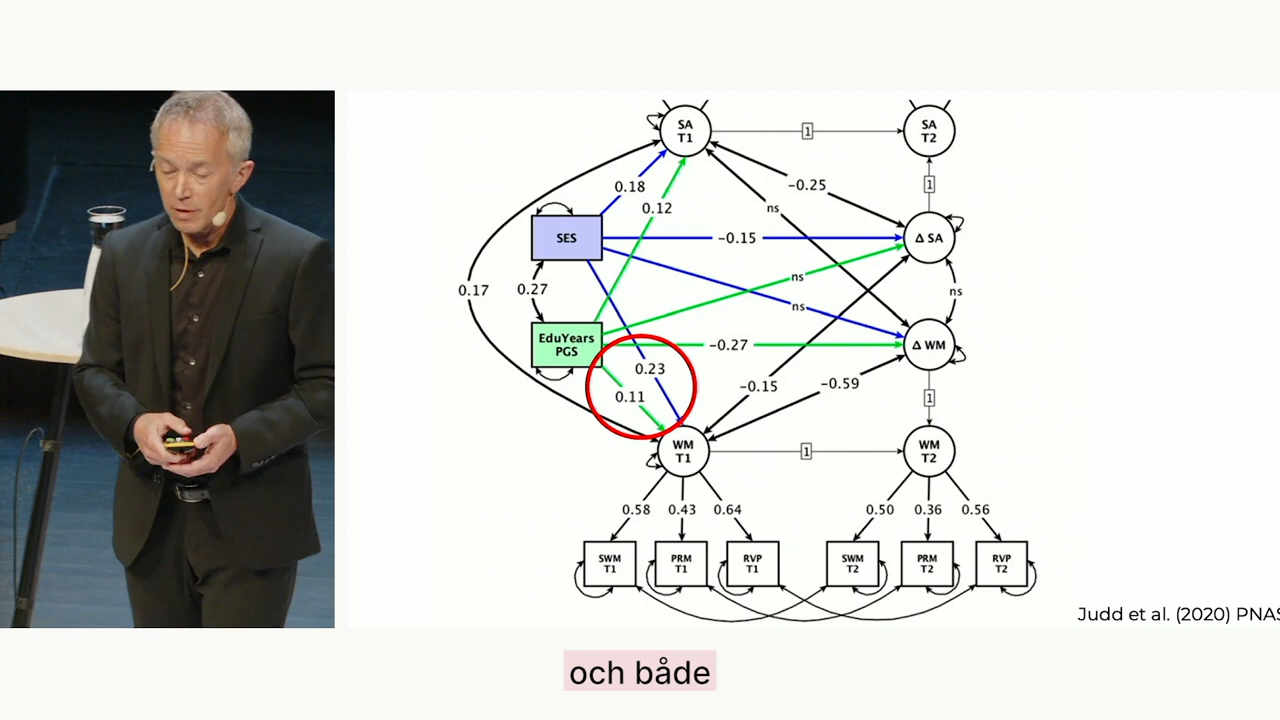 SA
T1
1
SA
T2
0.18
−0.25
1
0.12
ns
SES
−0.15
Δ SA
0.17
0.27
ns
ns
ns
EduYears
PGS
−0.27
Δ WM
0.23
0.11
−0.15
−0.59
1
WM
T1
1
WM
T2
0.58
0.43
0.64
0.50
0.36
0.56
SWM
T1
PRM
T1
RVP
T1
SWM
T2
PRM
T2
RVP
T2
Judd et al. (2020) PNAS
och både